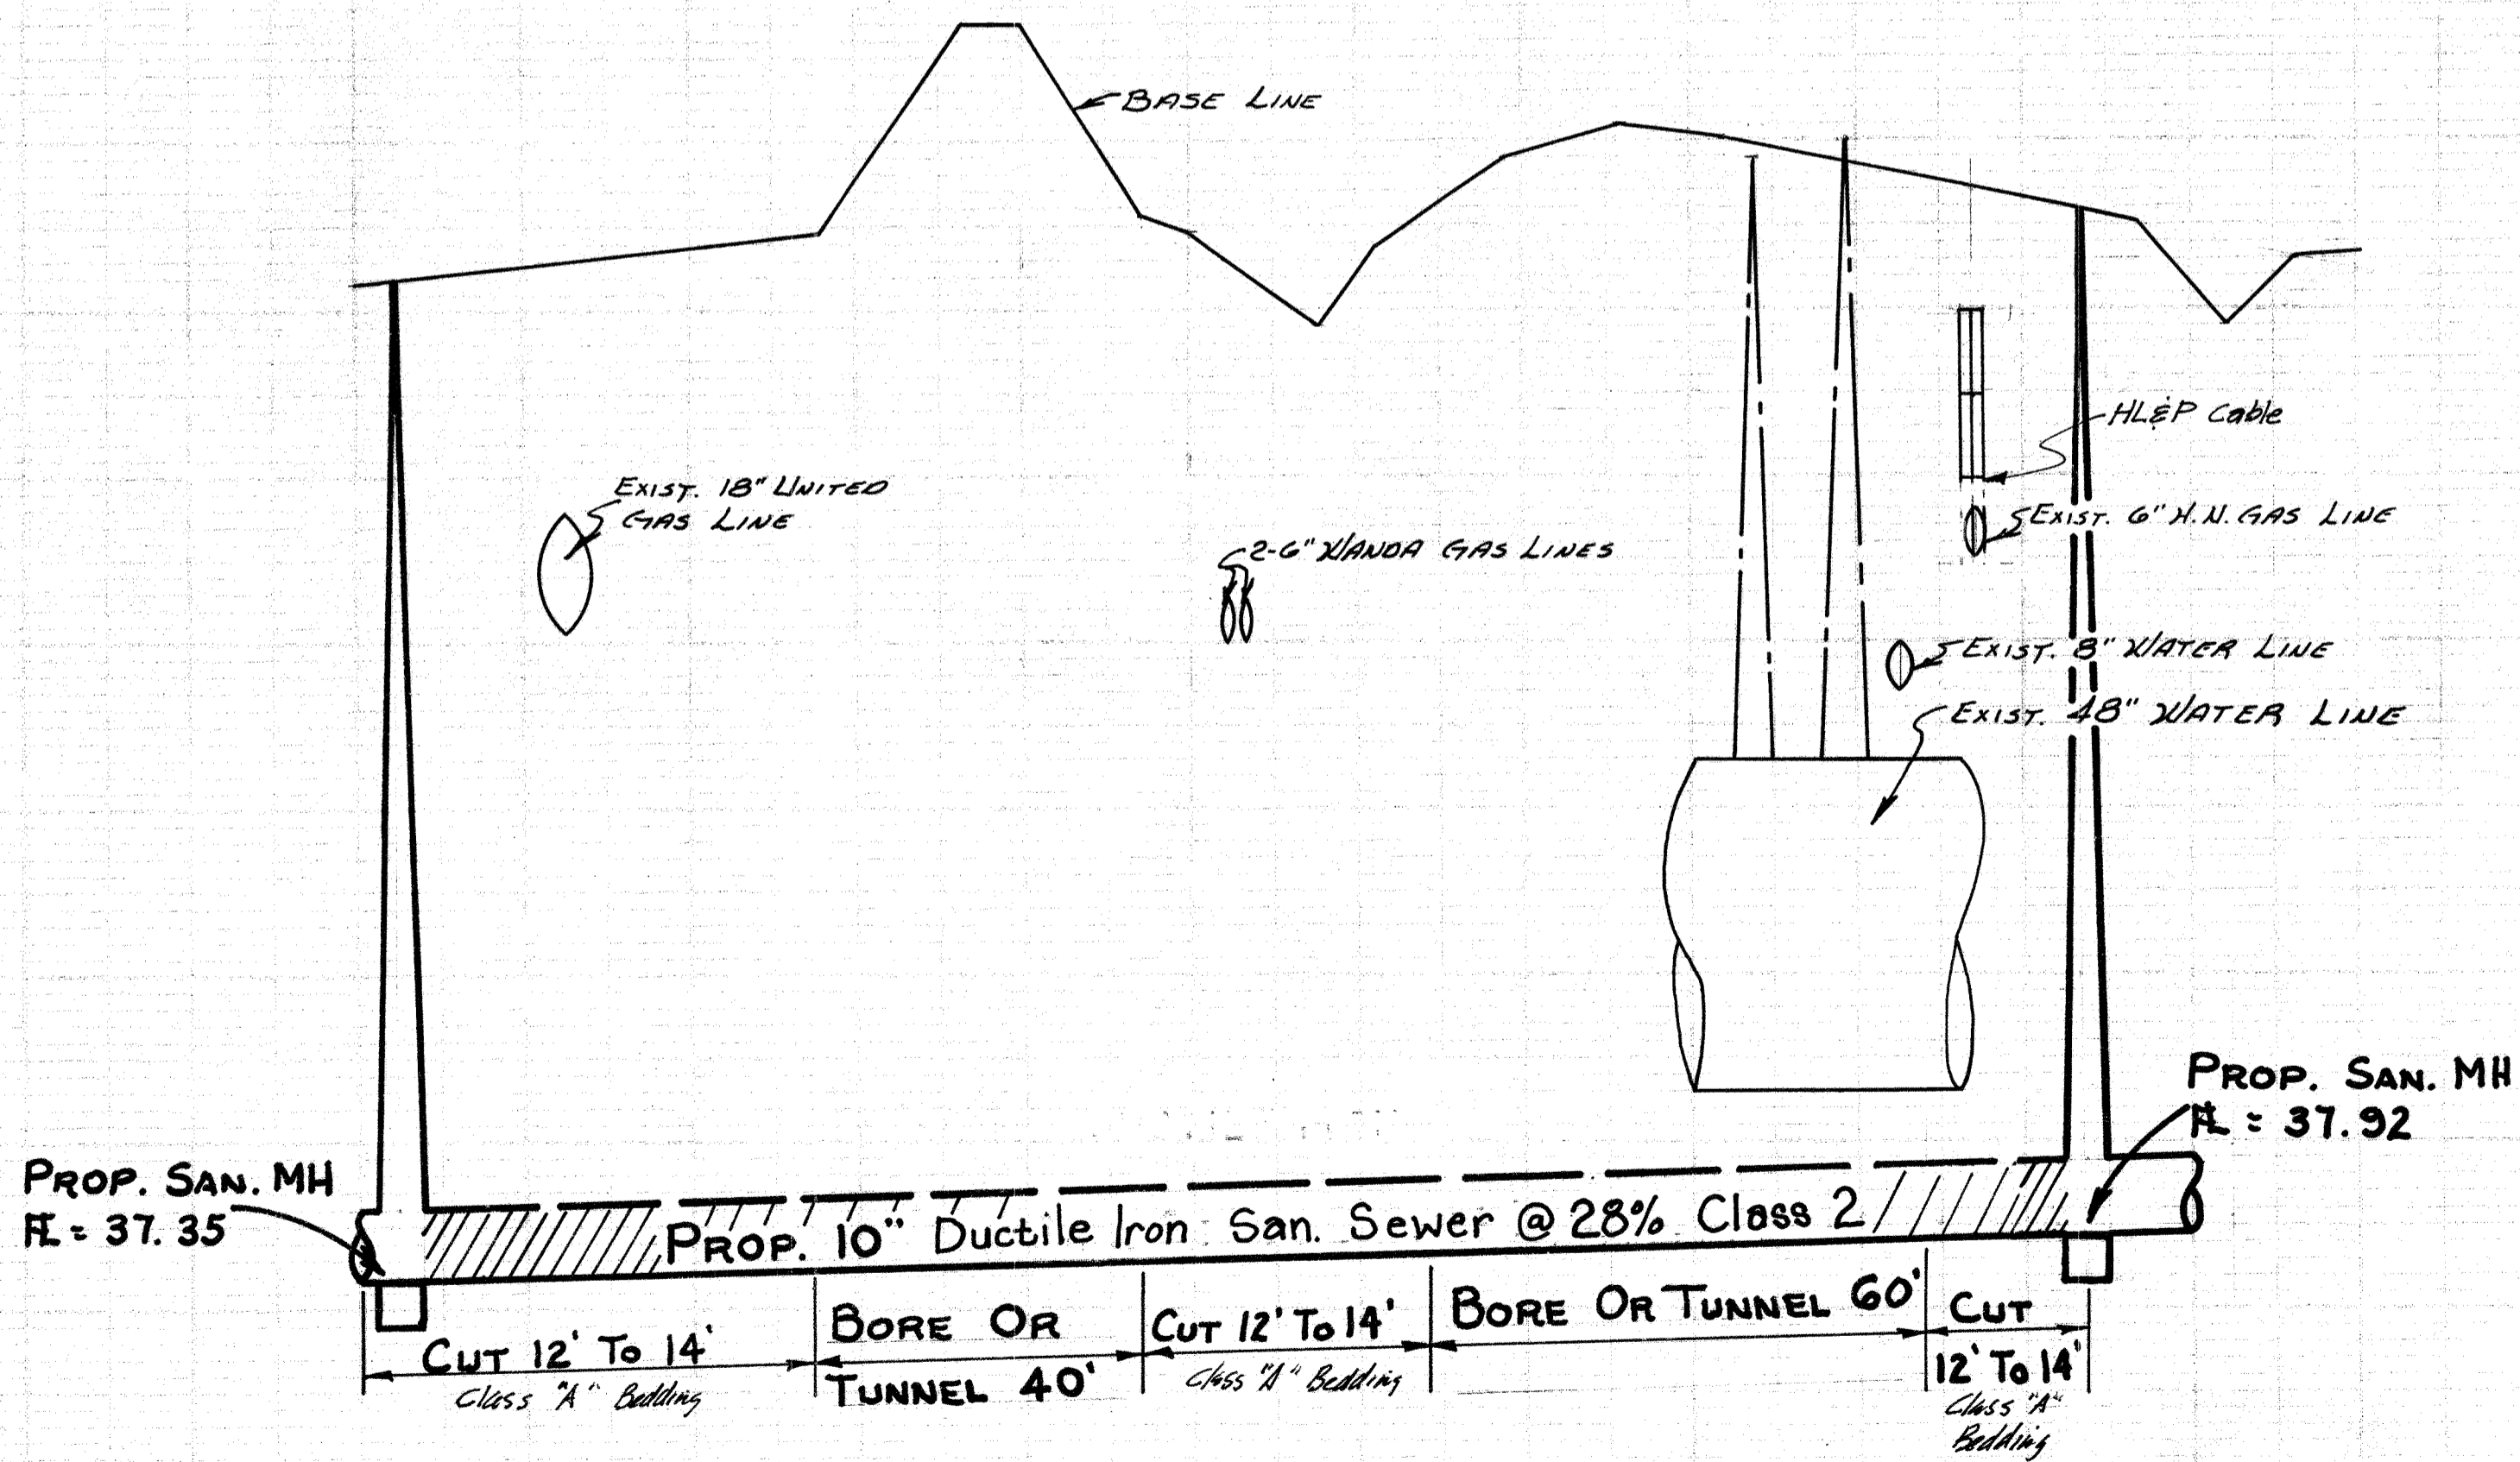 BASE LINE
EXIST. 18" UNITED
GAS LINE
2-6" WANDA GAS LINES
HL&P Cable
EXIST. 6" H.N. GAS LINE
EXIST. 8" WATER LINE
EXIST. 48" WATER LINE
PROP. SAN. MH
FL = 37.92
PROP. SAN. MH
FL = 37.35
PROP. 10" Ductile Iron San. Sewer @ 28% Class 2
CUT 12' To 14'
Class "A" Bedding
BORE OR
TUNNEL 40'
CUT 12' To 14'
Class "A" Bedding
BORE OR TUNNEL 60'
CUT
12' To 14'
Class "A"
Bedding